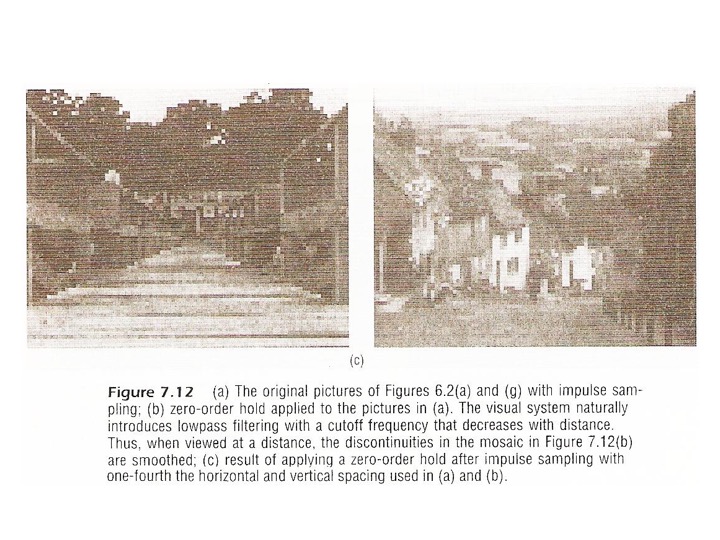 (c)
Figure 7.12 (a) The original pictures of Figures 6.2(a) and (g) with impulse sam-
pling; (b) zero-order hold applied to the pictures in (a). The visual system naturally
introduces lowpass filtering with a cutoff frequency that decreases with distance.
Thus, when viewed at a distance, the discontinuities in the mosaic in Figure 7.12(b)
are smoothed; (c) result of applying a zero-order hold after impulse sampling with
one-fourth the horizontal and vertical spacing used in (a) and (b).